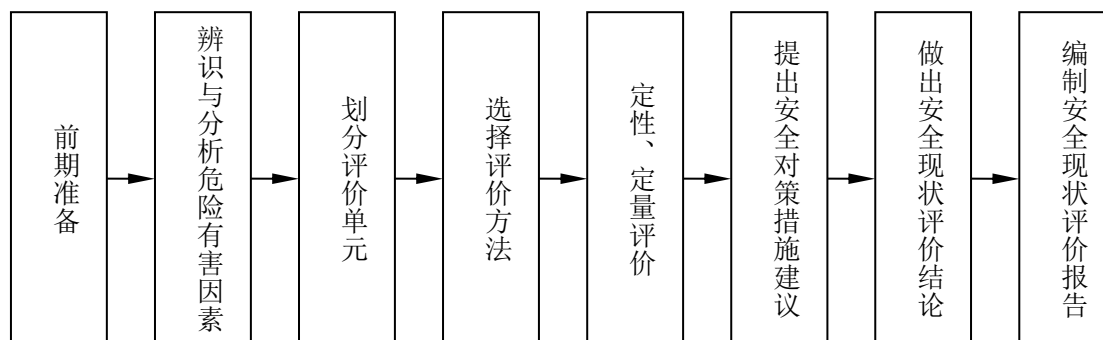 前期准备
辨识与分析危险有害因素
划分评价单元
选择评价方法
定性、定量评价
提出安全对策措施建议
做出安全现状评价结论
编制安全现状评价报告